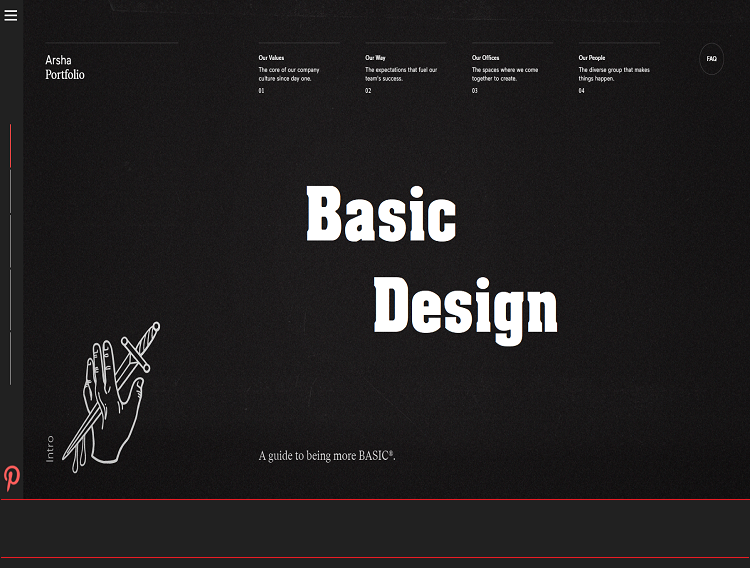 Arsha
Portfolio
Our Values
The core of our company
culture since day one.
01
Our Way
The expectations that fuel our
team's success.
02
Our Offices
The spaces where we come
together to create.
03
Our People
The diverse group that makes
things happen.
04
FAQ
Basic
Design
Intro
A guide to being more BASIC®.